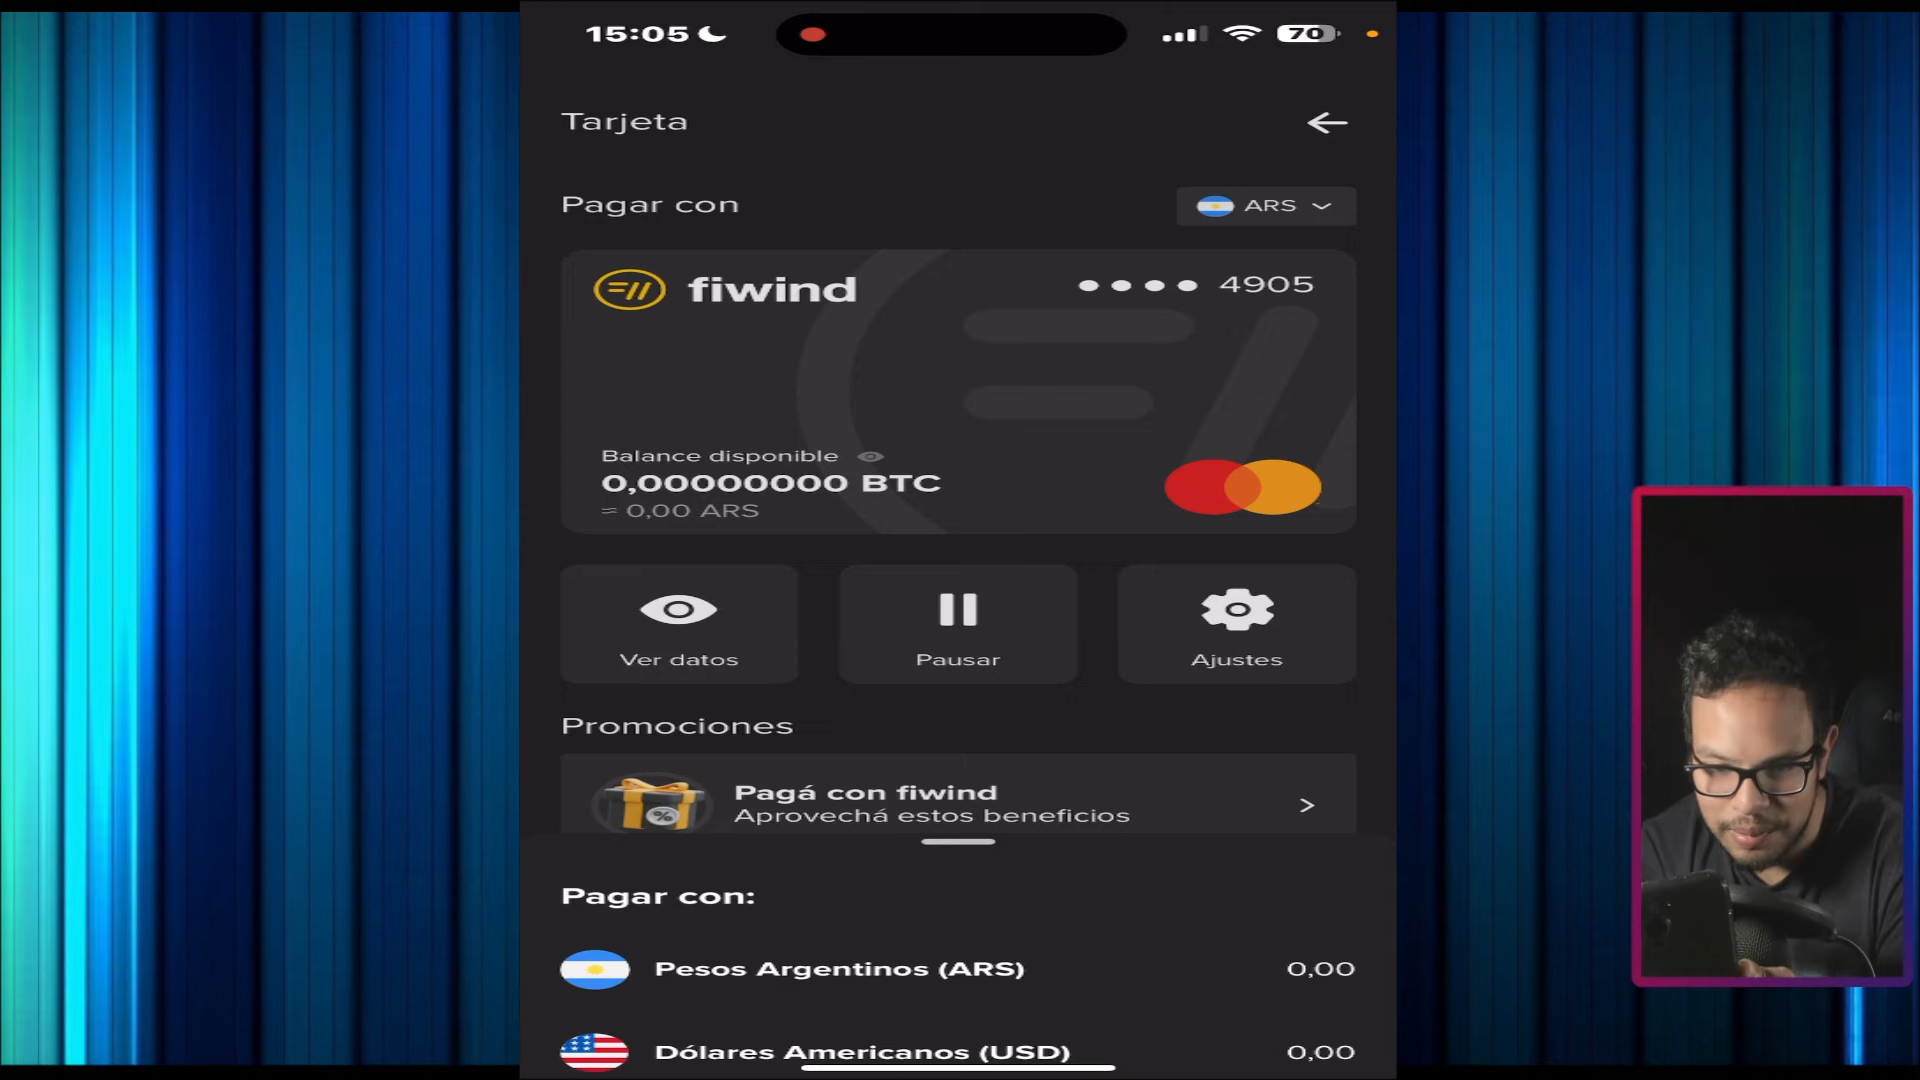 15:05
70
Tarjeta
Pagar con
ARS
fiwind
•••• 4905
Balance disponible
0,00000000 BTC
≈ 0,00 ARS
Ver datos
Pausar
Ajustes
Promociones
%
Pagá con fiwind
Aprovechá estos beneficios
Pagar con:
Pesos Argentinos (ARS)
0,00
Dólares Americanos (USD)
0,00